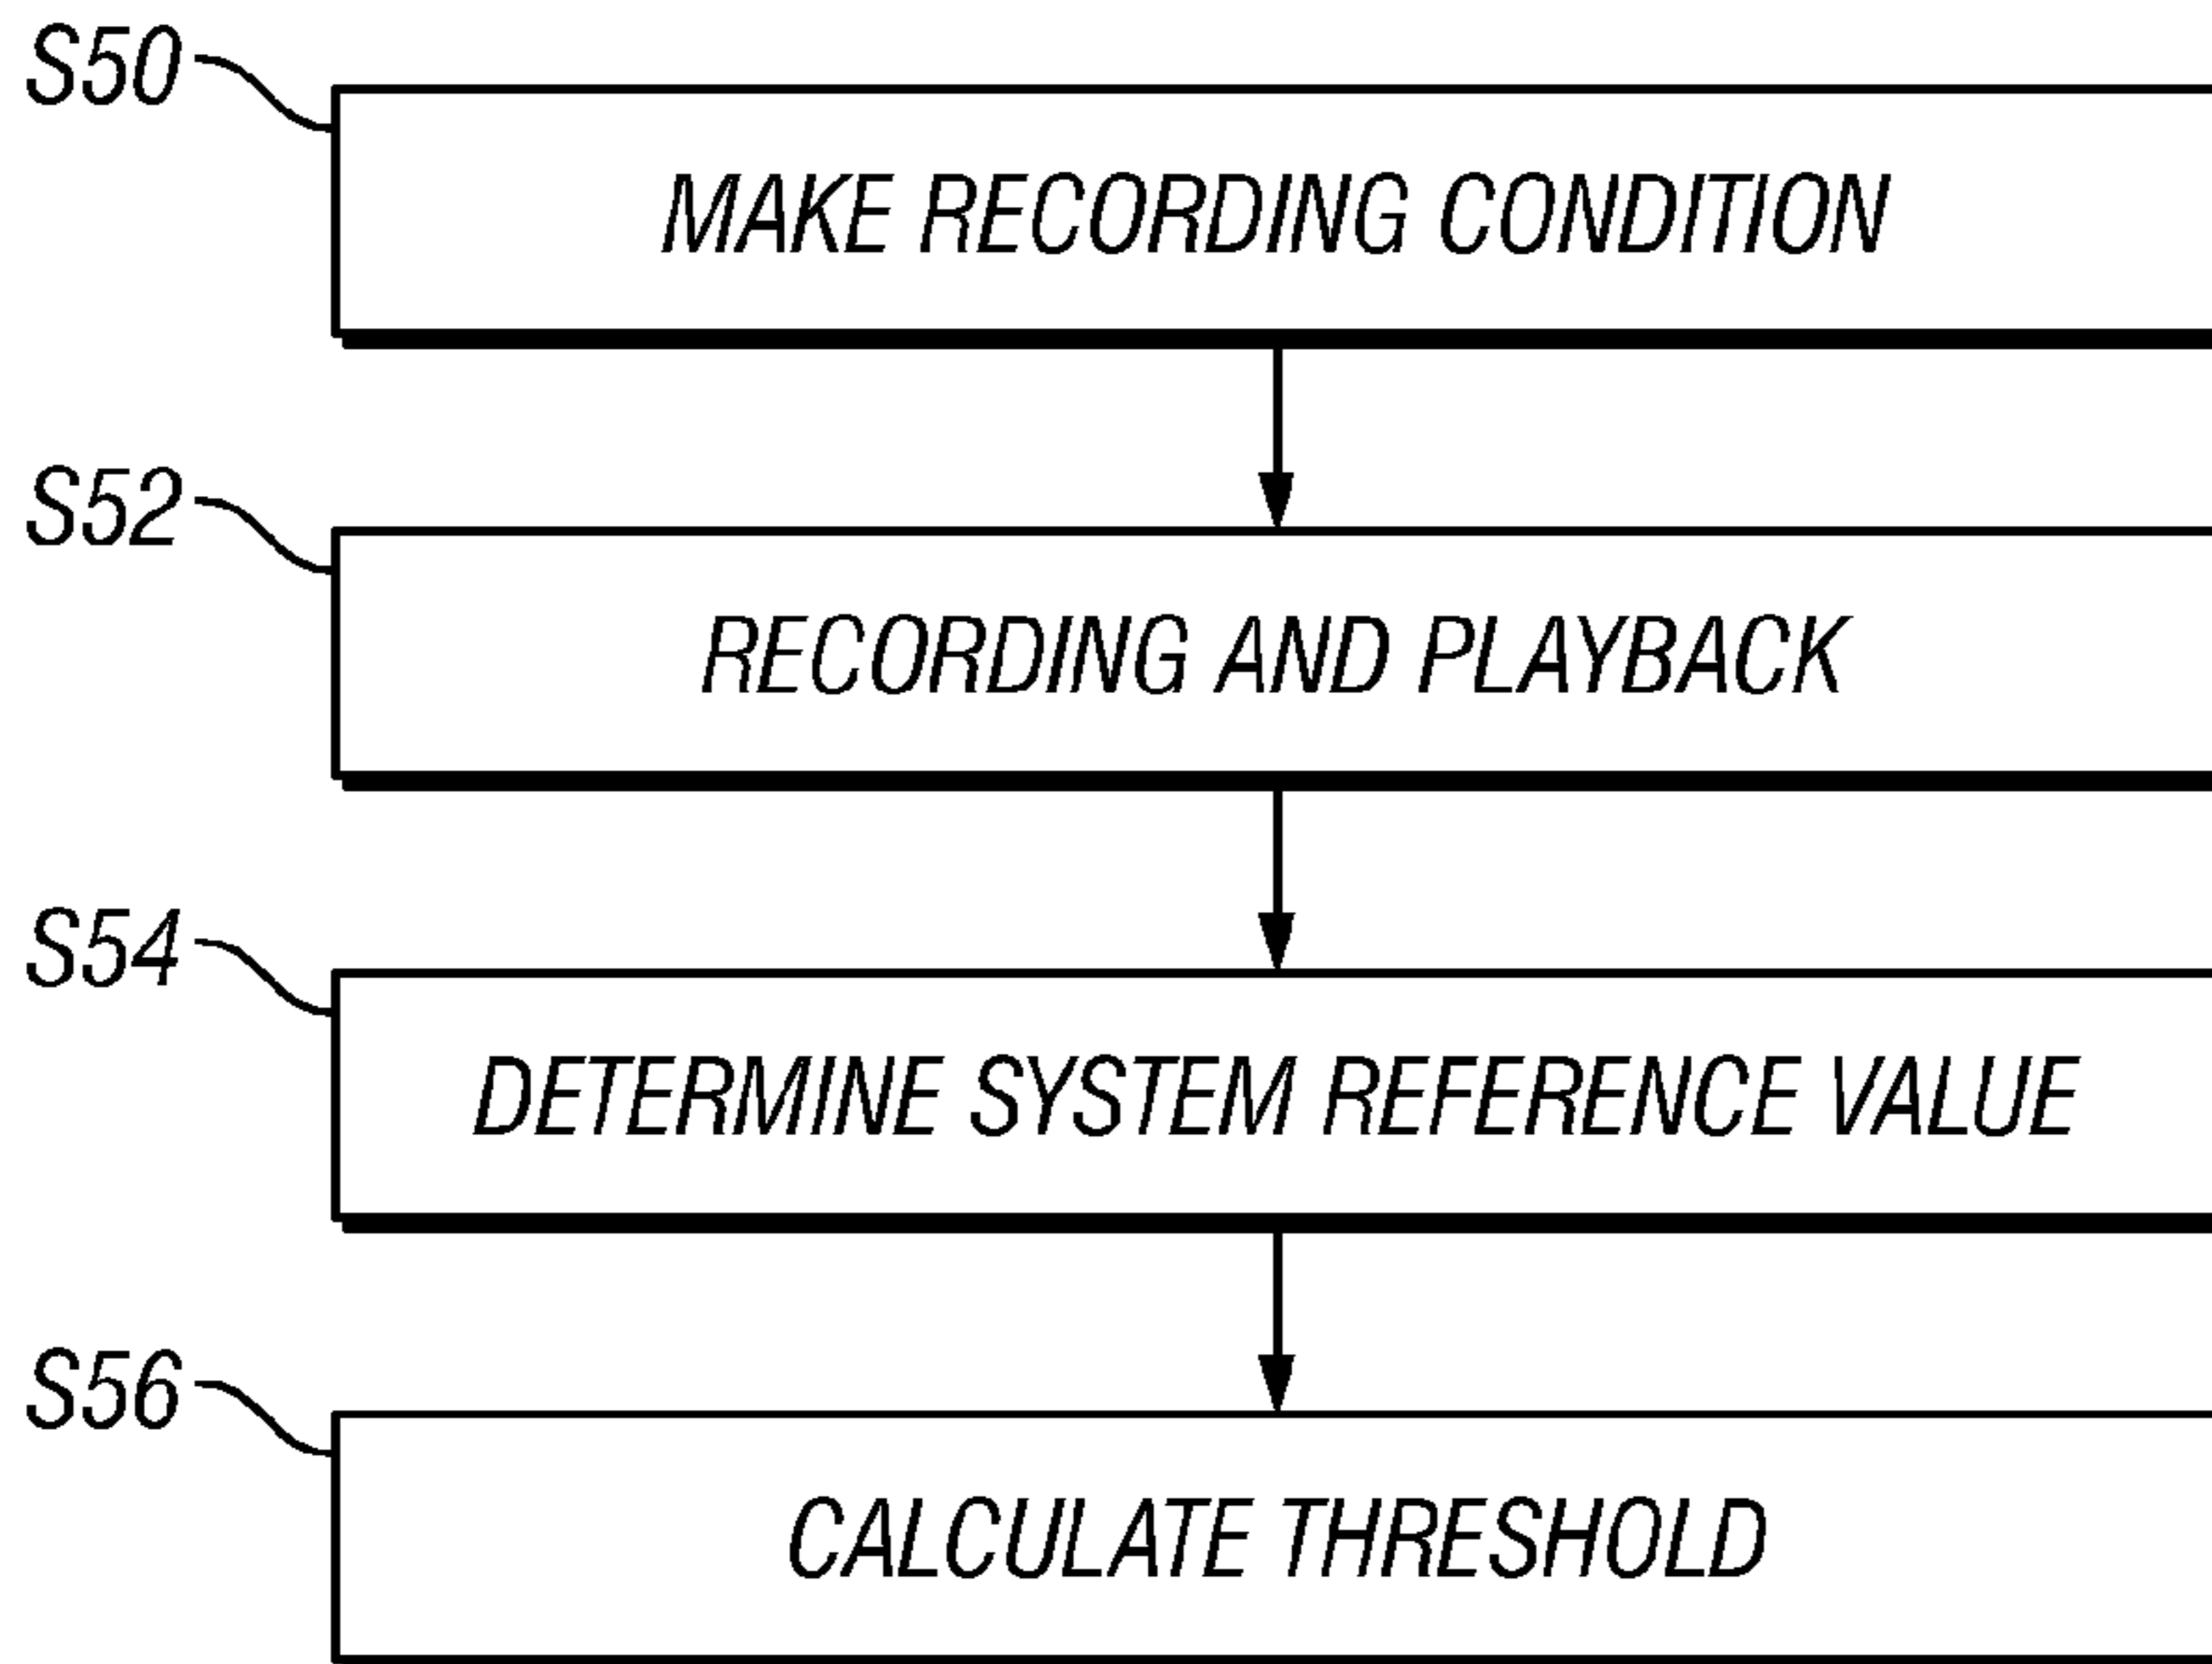 S50
MAKE RECORDING CONDITION
S52
RECORDING AND PLAYBACK
S54
DETERMINE SYSTEM REFERENCE VALUE
S56
CALCULATE THRESHOLD